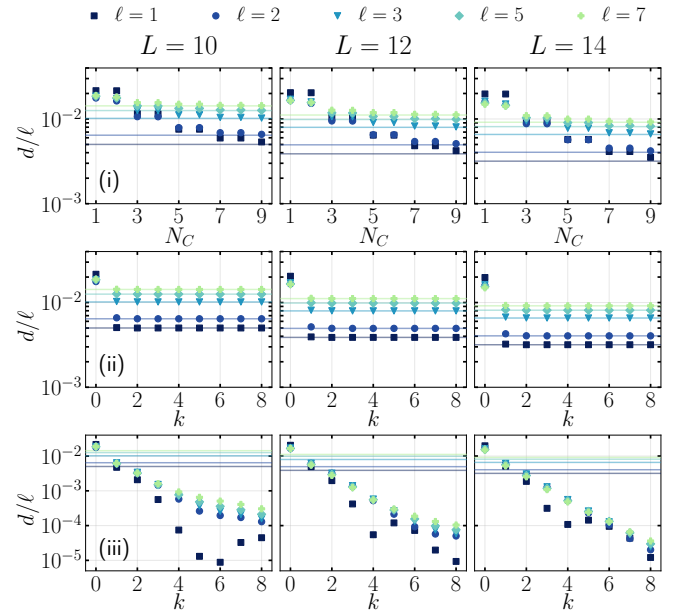 ℓ = 1 ℓ = 2 ℓ = 3 ℓ = 5 ℓ = 7
L = 10 L = 12 L = 14
d/ℓ
10⁻²
10⁻³
(i)
1 3 5 7 9 1 3 5 7 9 1 3 5 7 9
N_C N_C N_C
d/ℓ
10⁻²
10⁻³
(ii)
0 2 4 6 8 0 2 4 6 8 0 2 4 6 8
k k k
d/ℓ
10⁻²
10⁻³
10⁻⁴
10⁻⁵
(iii)
0 2 4 6 8 0 2 4 6 8 0 2 4 6 8
k k k